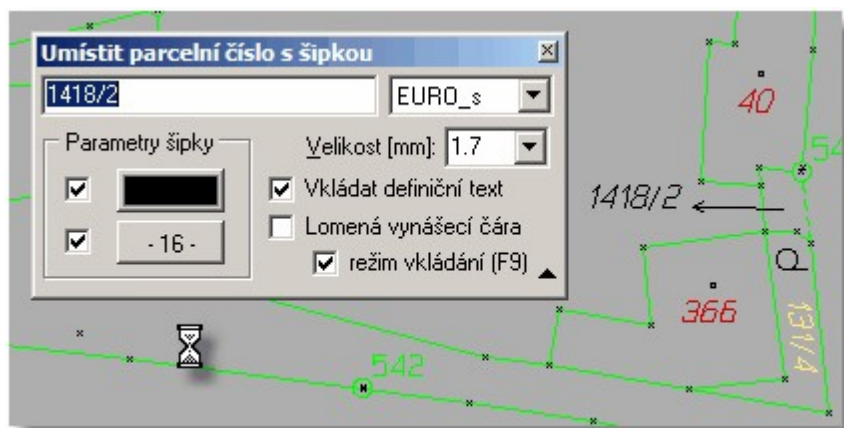 Umístit parcelní číslo s šipkou
1418/2
EURO_s
Parametry šipky
Velikost [mm]: 1.7
Vkládat definiční text
- 16 -
Lomená vynášecí čára
režim vkládání (F9)
40
54
1418/2
366
131/4
542